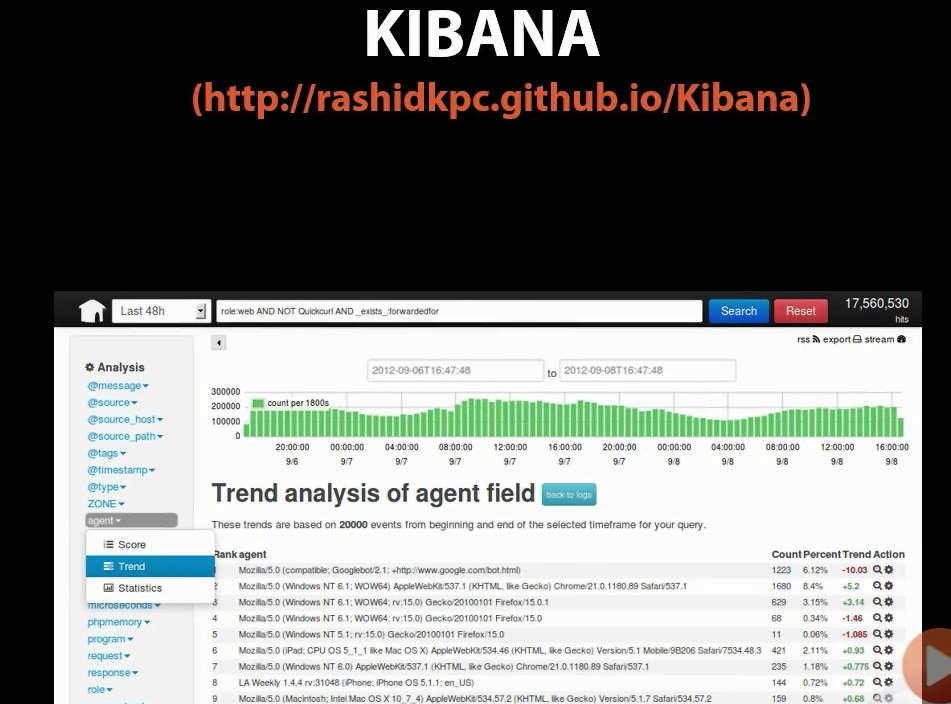 KIBANA
(http://rashidkpc.github.io/Kibana)
Last 48h role:web AND NOT Quickurl AND _exists_:forwardedfor Search Reset 17,560,530
hits
rss export stream
Analysis
@message
@source
@source_host
@source_path
@tags
@timestamp
@type
ZONE
agent
Score
Trend
Statistics
microseconds
phpmemory
program
request
response
role
2012-09-06T16:47:48 to 2012-09-08T16:47:48
300000
200000
100000
0
count per 1800s
20:00:00 00:00:00 04:00:00 08:00:00 12:00:00 16:00:00 20:00:00 00:00:00 04:00:00 08:00:00 12:00:00 16:00:00
9/6 9/7 9/7 9/7 9/7 9/7 9/7 9/8 9/8 9/8 9/8 9/8
Trend analysis of agent field back to logs
These trends are based on 20000 events from beginning and end of the selected timeframe for your query.
Rank agent Count Percent Trend Action
Mozilla/5.0 (compatible; Googlebot/2.1; +http://www.google.com/bot.html) 1223 6.12% -10.03
2 Mozilla/5.0 (Windows NT 6.1; WOW64) AppleWebKit/537.1 (KHTML, like Gecko) Chrome/21.0.1180.89 Safari/537.1 1680 8.4% +5.2
3 Mozilla/5.0 (Windows NT 6.1; WOW64; rv:15.0) Gecko/20100101 Firefox/15.0.1 629 3.15% +3.14
4 Mozilla/5.0 (Windows NT 6.1; WOW64; rv:15.0) Gecko/20100101 Firefox/15.0 68 0.34% -1.46
5 Mozilla/5.0 (Windows NT 5.1; rv:15.0) Gecko/20100101 Firefox/15.0 11 0.06% -1.085
6 Mozilla/5.0 (iPad; CPU OS 5_1_1 like Mac OS X) AppleWebKit/534.46 (KHTML, like Gecko) Version/5.1 Mobile/9B206 Safari/7534.48.3 421 2.11% +0.93
7 Mozilla/5.0 (Windows NT 6.0) AppleWebKit/537.1 (KHTML, like Gecko) Chrome/21.0.1180.89 Safari/537.1 235 1.18% +0.775
8 LA Weekly 1.4.4 rv:31048 (iPhone; iPhone OS 5.1.1; en_US) 144 0.72% +0.72
9 Mozilla/5.0 (Macintosh; Intel Mac OS X 10_7_4) AppleWebKit/534.57.2 (KHTML, like Gecko) Version/5.1.7 Safari/534.57.2 159 0.8% +0.68